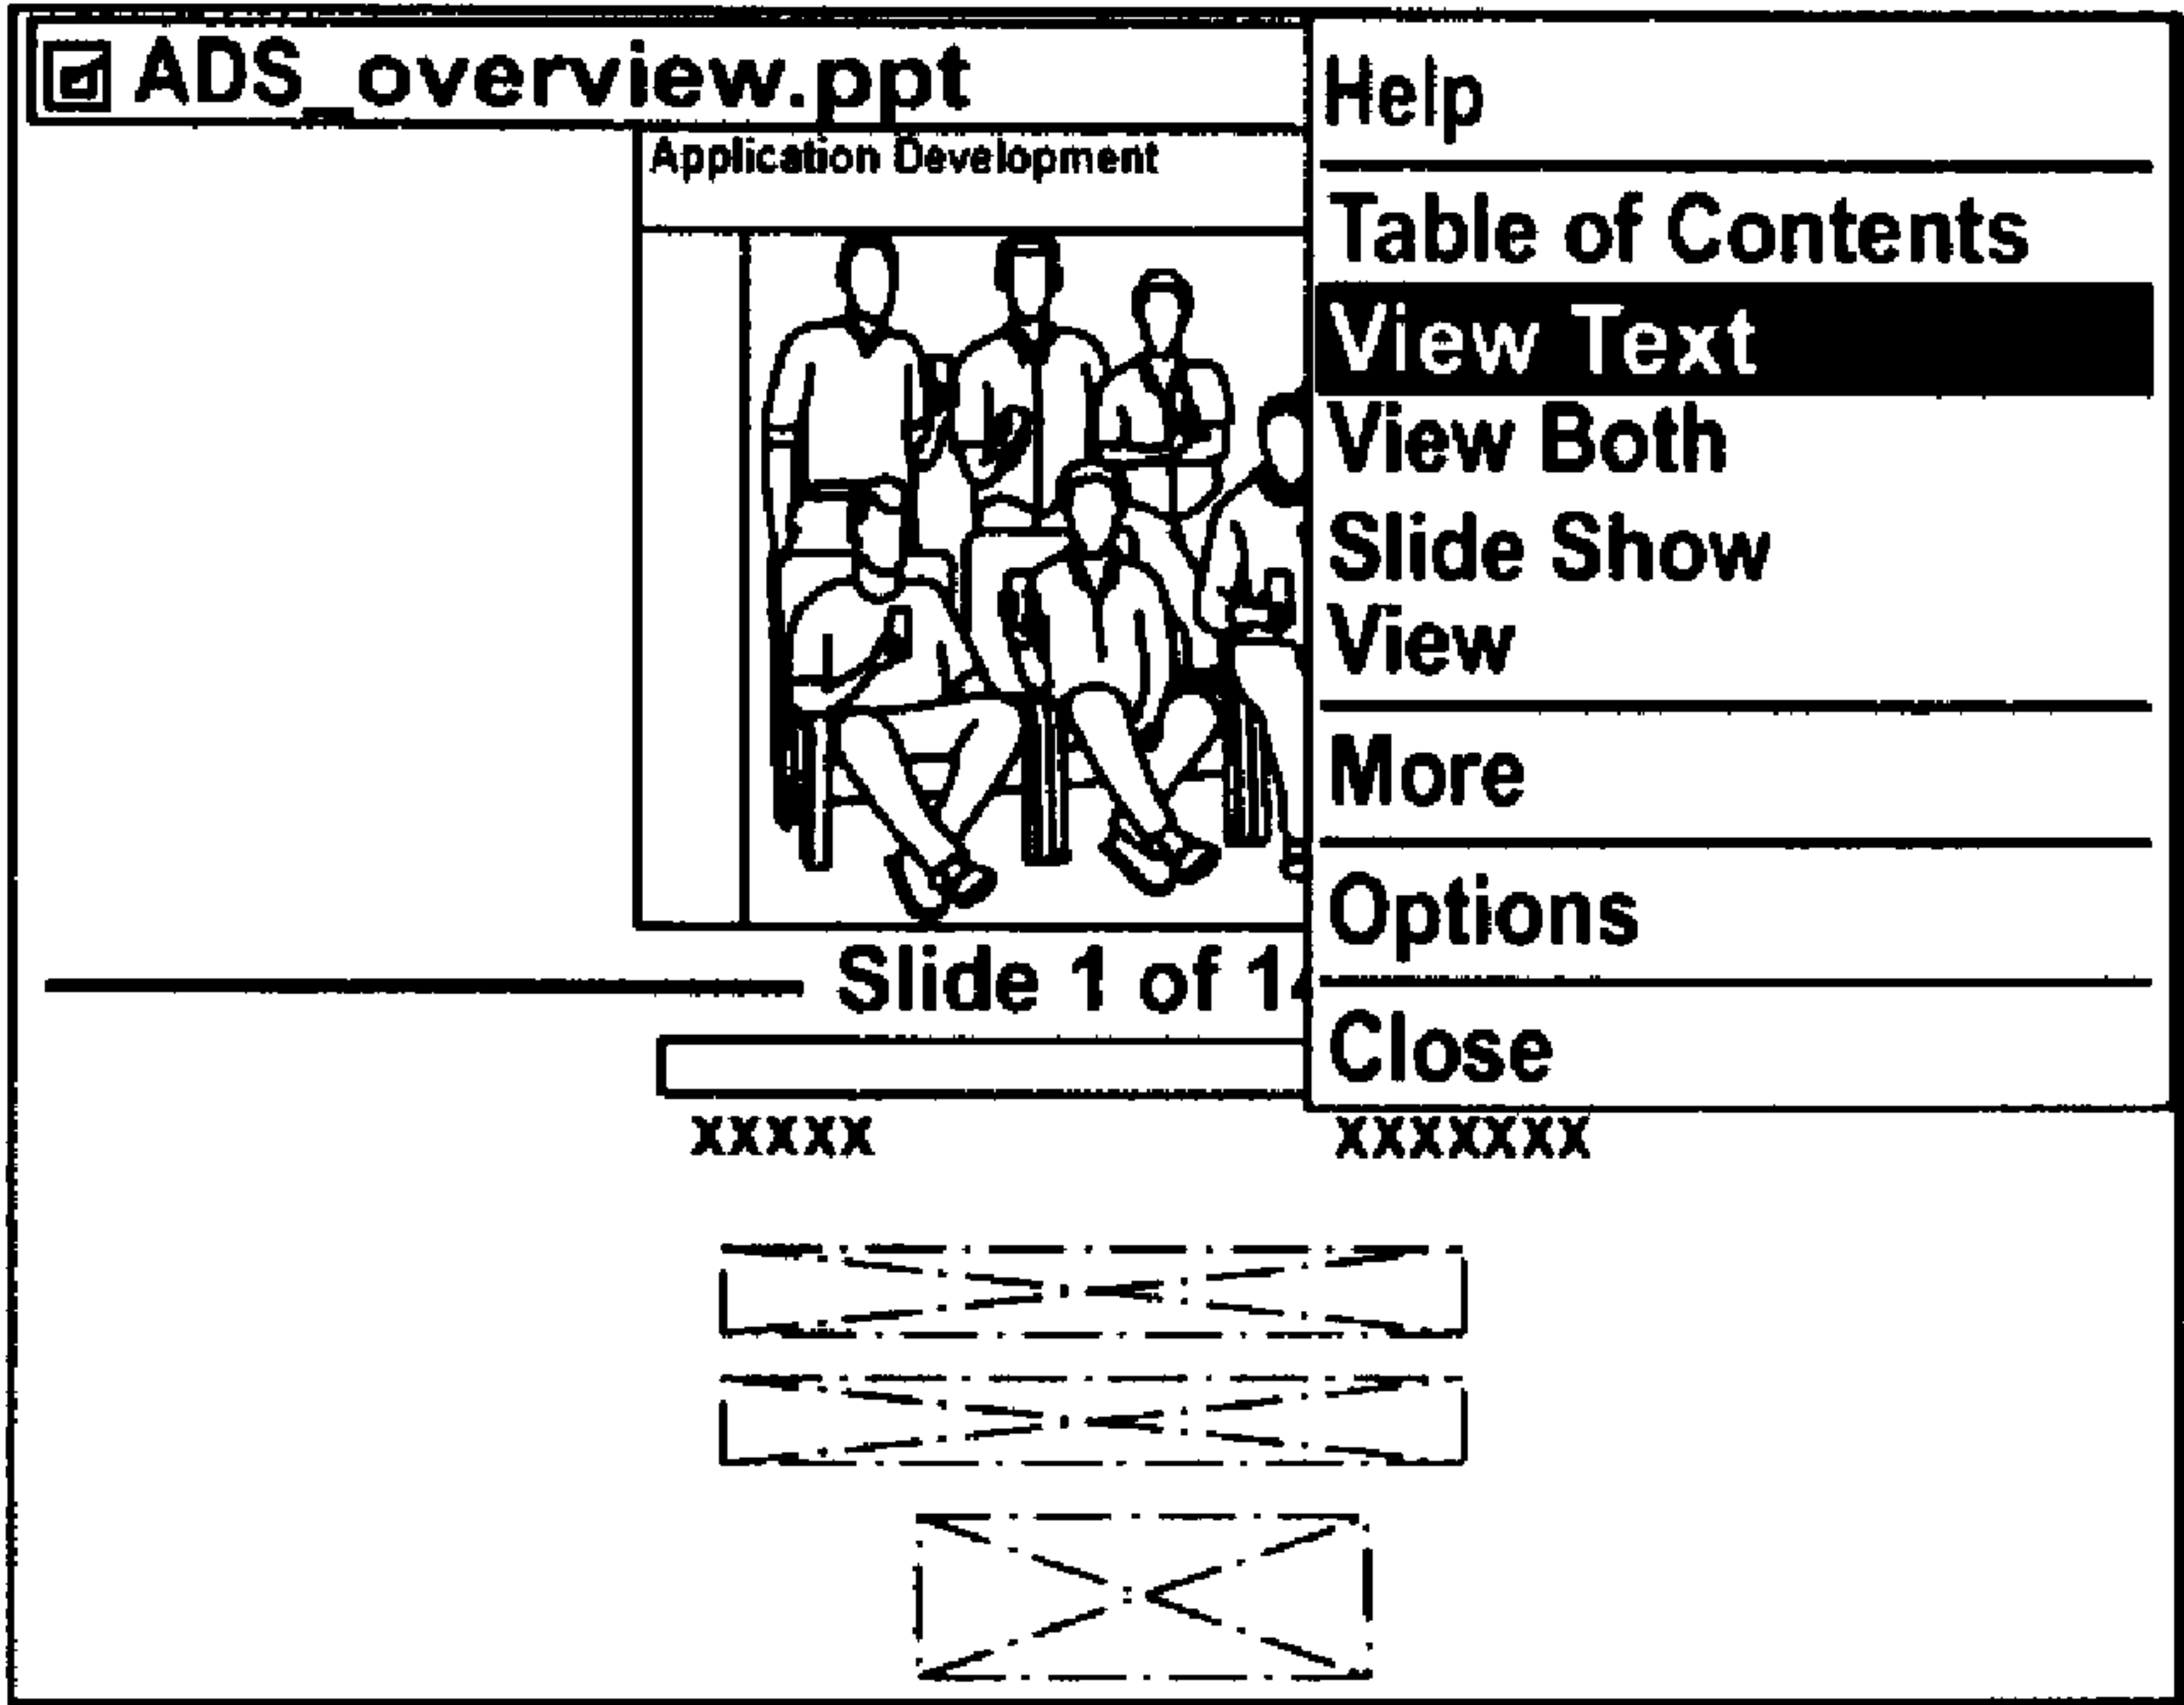 ADS_overview.ppt
Application Development
Slide 1 of 1
xxxxx
xxxxxxx
Help
Table of Contents
View Text
View Both
Slide Show
View
More
Options
Close